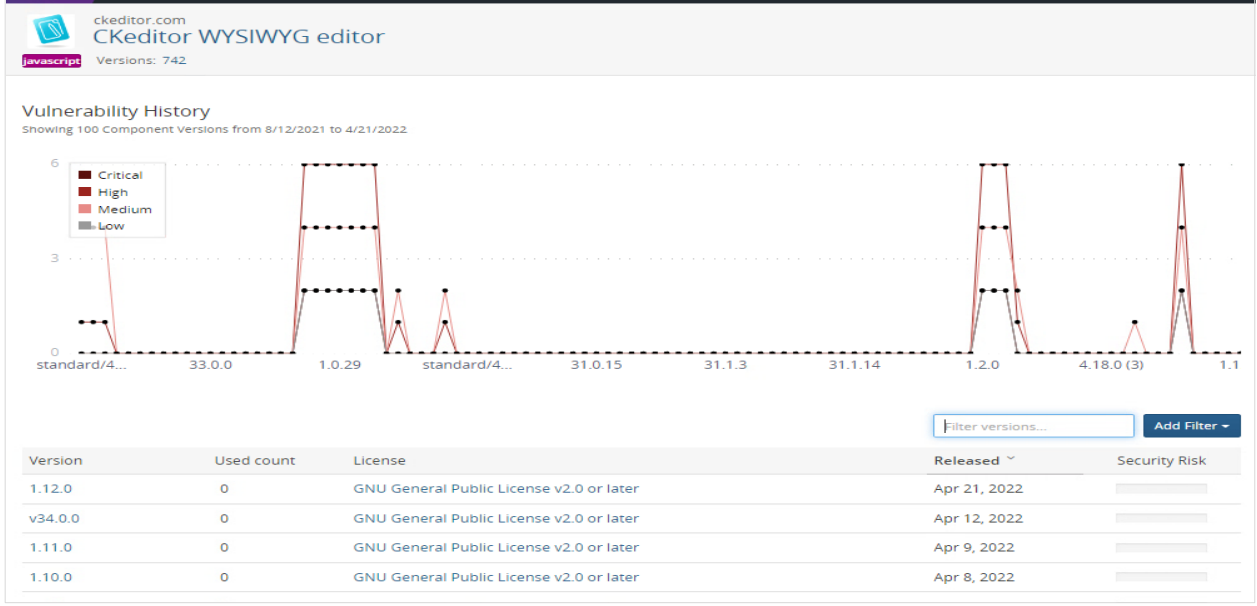 ckeditor.com
CKeditor WYSIWYG editor
javascript Versions: 742
Vulnerability History
Showing 100 Component Versions from 8/12/2021 to 4/21/2022
6
Critical
High
Medium
Low
3
0
standard/4... 33.0.0 1.0.29 standard/4... 31.0.15 31.1.3 31.1.14 1.2.0 4.18.0 (3) 1.1
Filter versions... Add Filter
Version Used count License Released Security Risk
1.12.0 0 GNU General Public License v2.0 or later Apr 21, 2022
v34.0.0 0 GNU General Public License v2.0 or later Apr 12, 2022
1.11.0 0 GNU General Public License v2.0 or later Apr 9, 2022
1.10.0 0 GNU General Public License v2.0 or later Apr 8, 2022